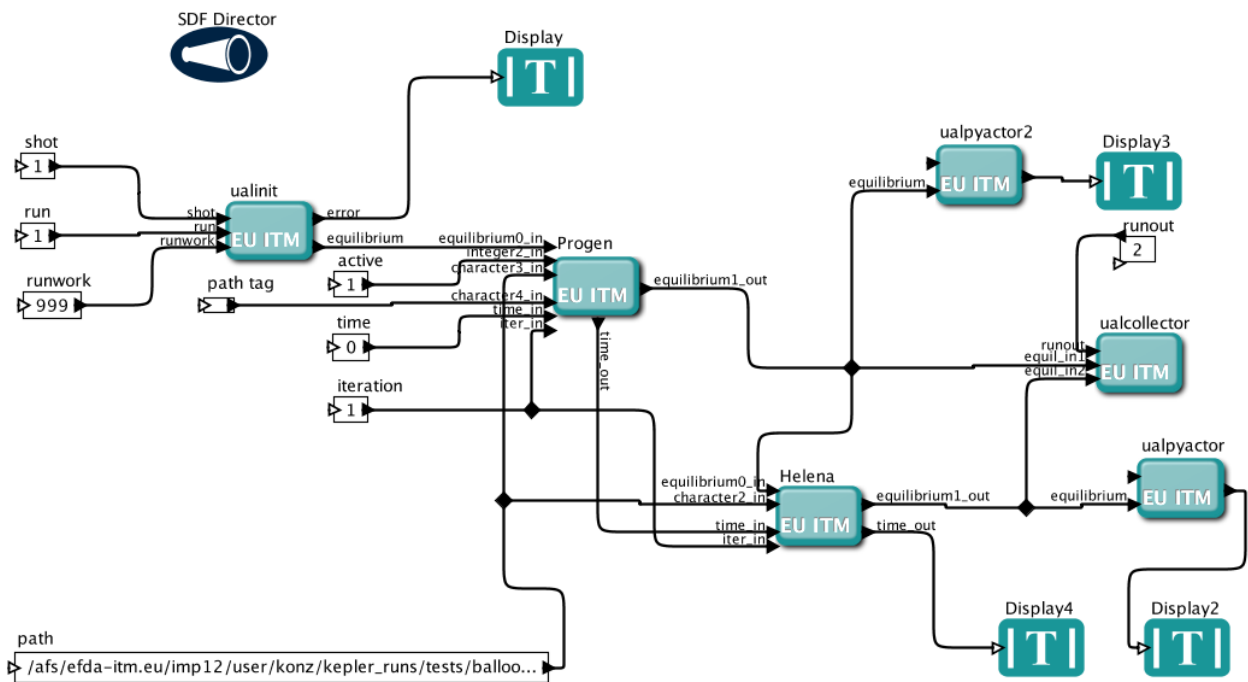 SDF Director
Display
T
shot
1
ualinit
run
1
shot
run
runwork
EU ITM
error
equilibrium
runwork
999
path tag
active
1
time
0
iteration
1
equilibrium0_in
integer2_in
character3_in
character4_in
time_in
iter_in
Progen
EU ITM
equilibrium1_out
time_out
ualpyactor2
equilibrium
EU ITM
Display3
T
runout
2
ualcollector
runout
equil_in1
equil_in2
EU ITM
Helena
equilibrium0_in
character2_in
time_in
iter_in
EU ITM
equilibrium1_out
time_out
ualpyactor
equilibrium
EU ITM
Display4
T
Display2
T
path
/afs/efda-itm.eu/imp12/user/konz/kepler_runs/tests/balloo...